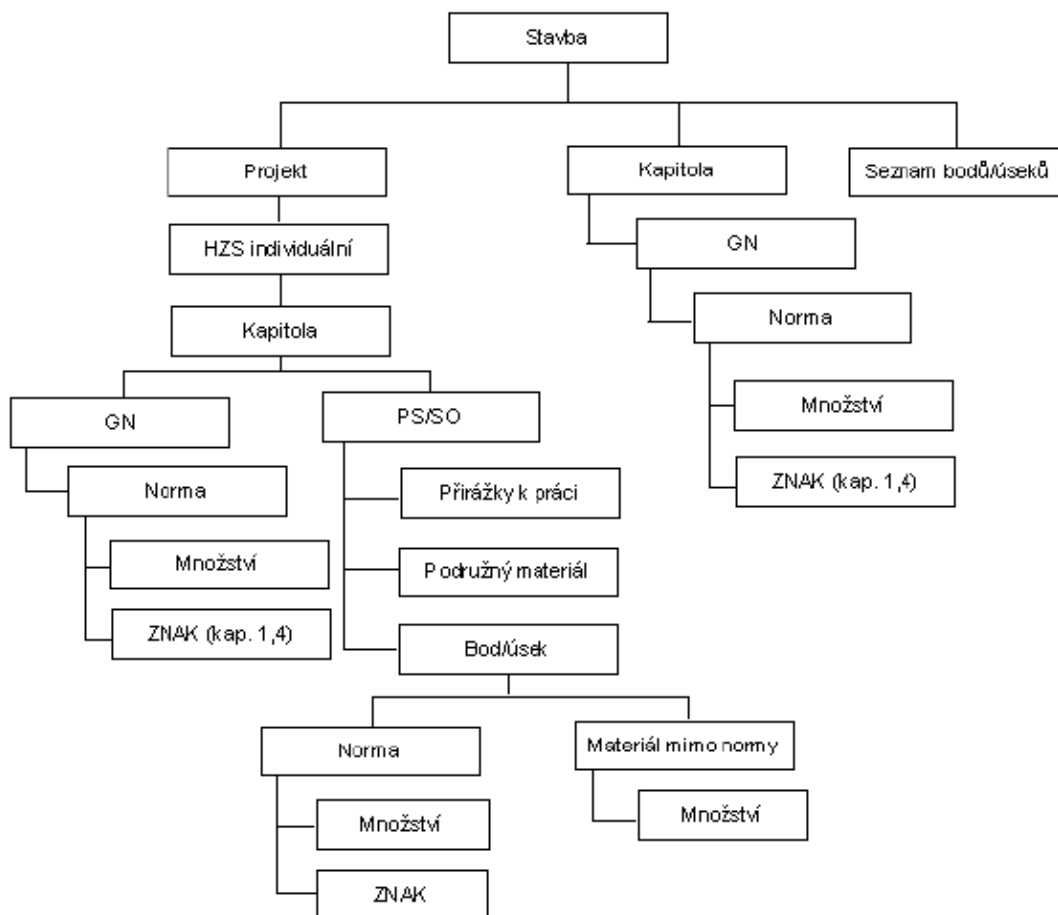 Stavba
Projekt
Kapitola
Seznam bodů/úseků
HZS individuální
GN
Kapitola
Norma
GN
PS/SO
Množství
Norma
Přirážky k práci
ZNAK (kap. 1,4)
Množství
Podružný materiál
ZNAK (kap. 1,4)
Bod/úsek
Norma
Materiál mimo normy
Množství
Množství
ZNAK